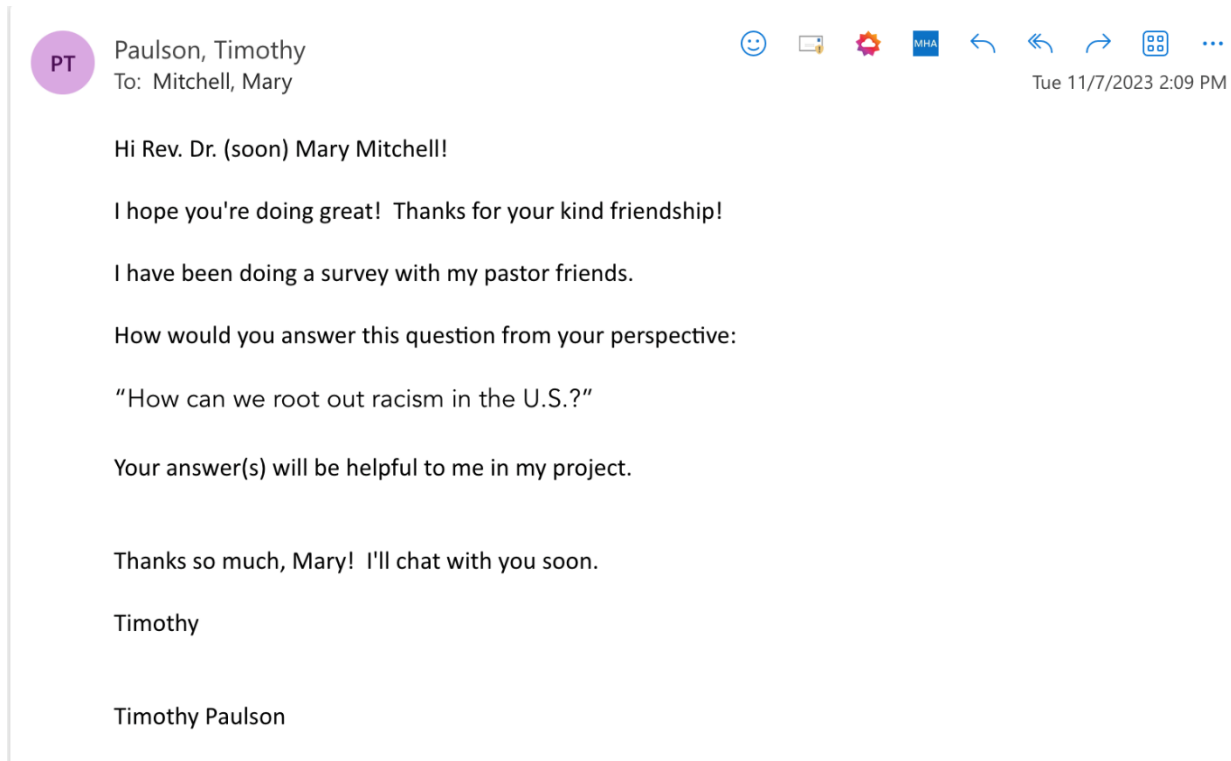 PT
Paulson, Timothy
To: Mitchell, Mary
MHA
Tue 11/7/2023 2:09 PM
Hi Rev. Dr. (soon) Mary Mitchell!
I hope you're doing great!  Thanks for your kind friendship!
I have been doing a survey with my pastor friends.
How would you answer this question from your perspective:
“How can we root out racism in the U.S.?”
Your answer(s) will be helpful to me in my project.
Thanks so much, Mary!  I'll chat with you soon.
Timothy
Timothy Paulson